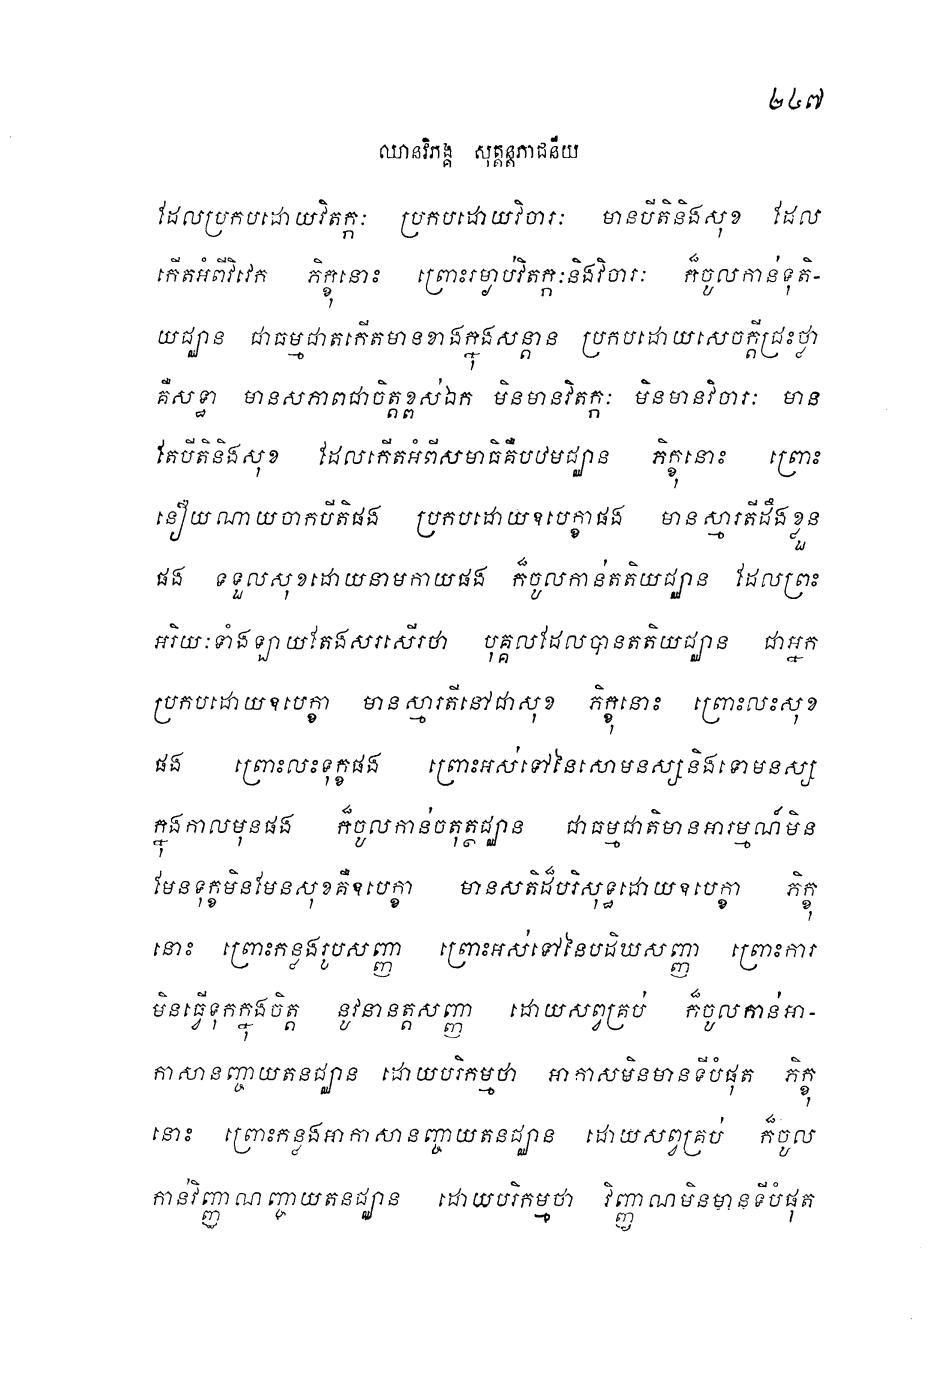 ២៤៧
ឈានវិភង្គ សុត្តន្តភាជនីយ
ដែលប្រកបដោយវិតក្កៈ ប្រកបដោយវិចារៈ មានបីតិនិងសុខ ដែល
កើតអំពីវិវេក ភិក្ខុនោះ ព្រោះរម្ងាប់វិតក្កៈនិងវិចារៈ ក៏ចូលកាន់ទុតិ-
យជ្ឈាន ជាធម្មជាតកើតមានខាងក្នុងសន្តាន ប្រកបដោយសេចក្តីជ្រះថ្លា
គឺសទ្ធា មានសភាពជាចិត្តខ្ពស់ឯក មិនមានវិតក្កៈ មិនមានវិចារៈ មាន
តែបីតិនិងសុខ ដែលកើតអំពីសមាធិគឺបឋមជ្ឈាន ភិក្ខុនោះ ព្រោះ
នឿយណាយចាកបីតិផង ប្រកបដោយឧបេក្ខាផង មានស្មារតីដឹងខ្លួន
ផង ទទួលសុខដោយនាមកាយផង ក៏ចូលកាន់តតិយជ្ឈាន ដែលព្រះ
អរិយៈទាំងឡាយតែងសរសើរថា បុគ្គលដែលបានតតិយជ្ឈាន ជាអ្នក
ប្រកបដោយឧបេក្ខា មានស្មារតីនៅជាសុខ ភិក្ខុនោះ ព្រោះលះសុខ
ផង ព្រោះលះទុក្ខផង ព្រោះអស់ទៅនៃសោមនស្សនិងទោមនស្ស
ក្នុងកាលមុនផង ក៏ចូលកាន់ចតុត្ថជ្ឈាន ជាធម្មជាតិមានអារម្មណ៍មិន
មែនទុក្ខមិនមែនសុខគឺឧបេក្ខា មានសតិដ៏បរិសុទ្ធដោយឧបេក្ខា ភិក្ខុ
នោះ ព្រោះកន្លងរូបសញ្ញា ព្រោះអស់ទៅនៃបដិឃសញ្ញា ព្រោះការ
មិនធ្វើទុកក្នុងចិត្ត នូវនានត្តសញ្ញា ដោយសព្វគ្រប់ ក៏ចូលកាន់អា-
កាសានញ្ចាយតនជ្ឈាន ដោយបរិកម្មថា អាកាសមិនមានទីបំផុត ភិក្ខុ
នោះ ព្រោះកន្លងអាកាសានញ្ចាយតនជ្ឈាន ដោយសព្វគ្រប់ ក៏ចូល
កាន់វិញ្ញាណញ្ចាយតនជ្ឈាន ដោយបរិកម្មថា វិញ្ញាណមិនមានទីបំផុត